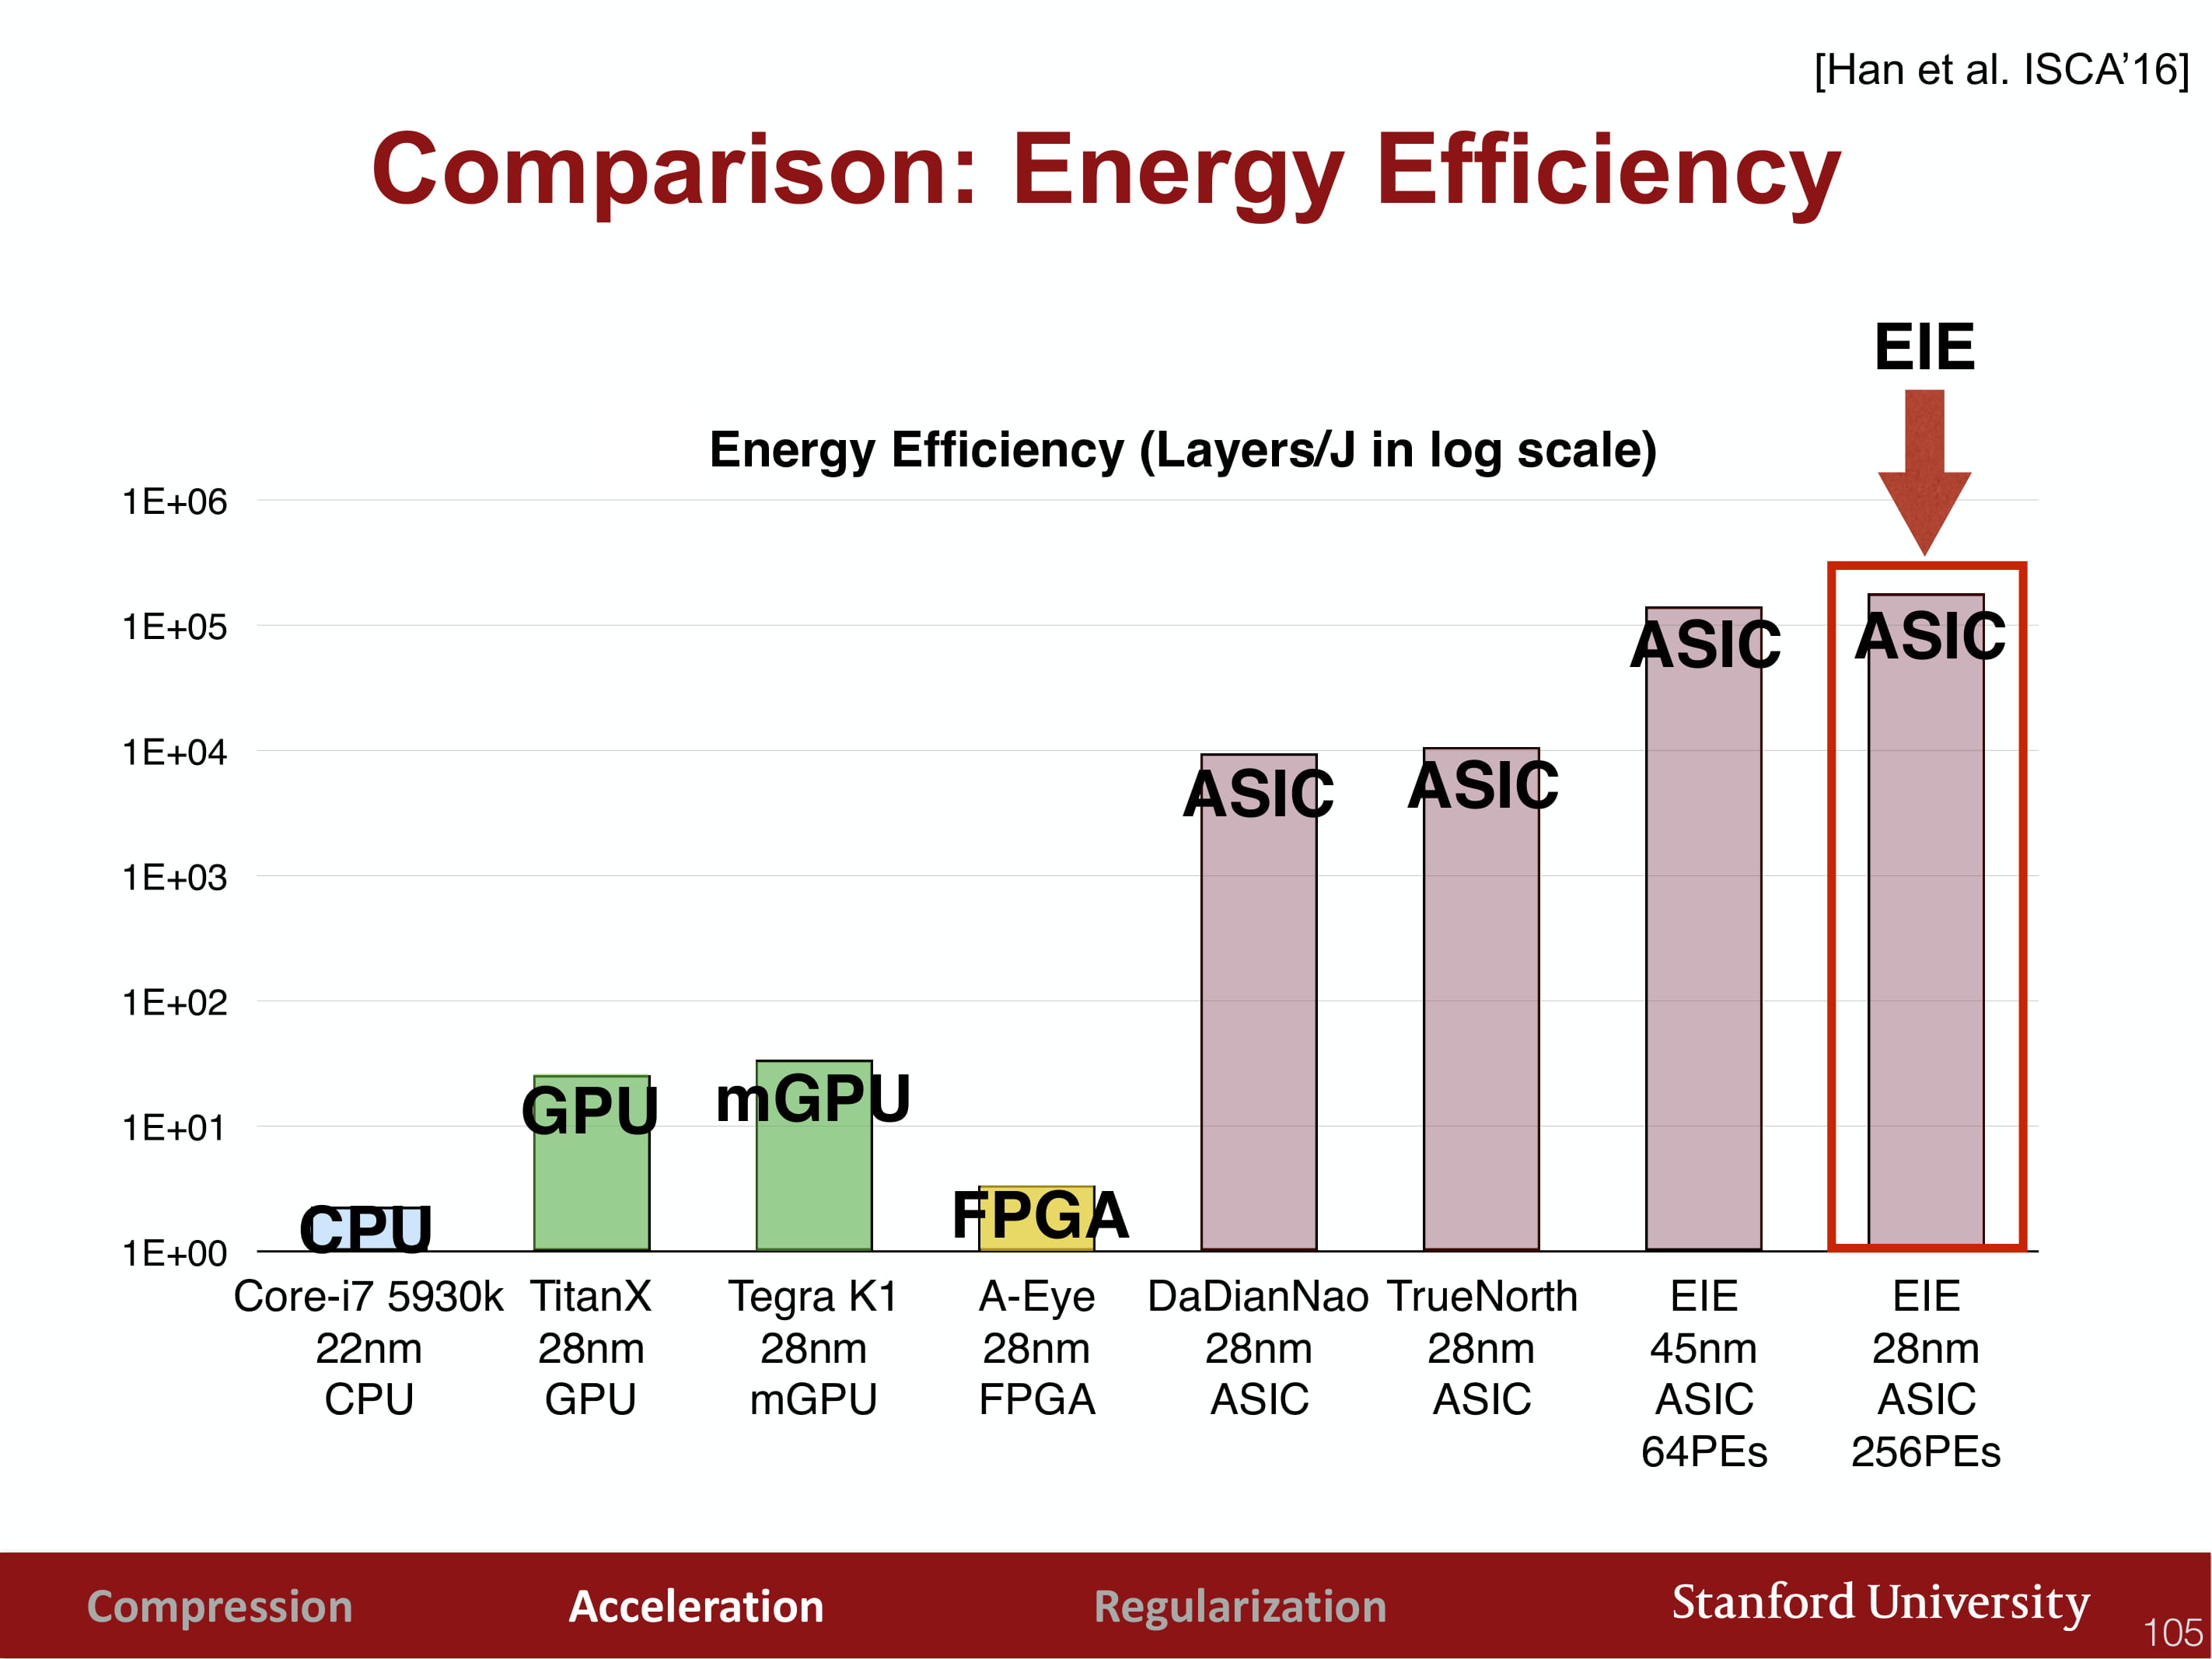 [Han et al. ISCA’16]
Comparison: Energy Efficiency
EIE
Energy Efficiency (Layers/J in log scale)
1E+06
1E+05
1E+04
1E+03
1E+02
1E+01
1E+00
CPU
GPU
mGPU
FPGA
ASIC
ASIC
ASIC
ASIC
Core-i7 5930k
22nm
CPU
TitanX
28nm
GPU
Tegra K1
28nm
mGPU
A-Eye
28nm
FPGA
DaDianNao
28nm
ASIC
TrueNorth
28nm
ASIC
EIE
45nm
ASIC
64PEs
EIE
28nm
ASIC
256PEs
Compression Acceleration Regularization Stanford University 105